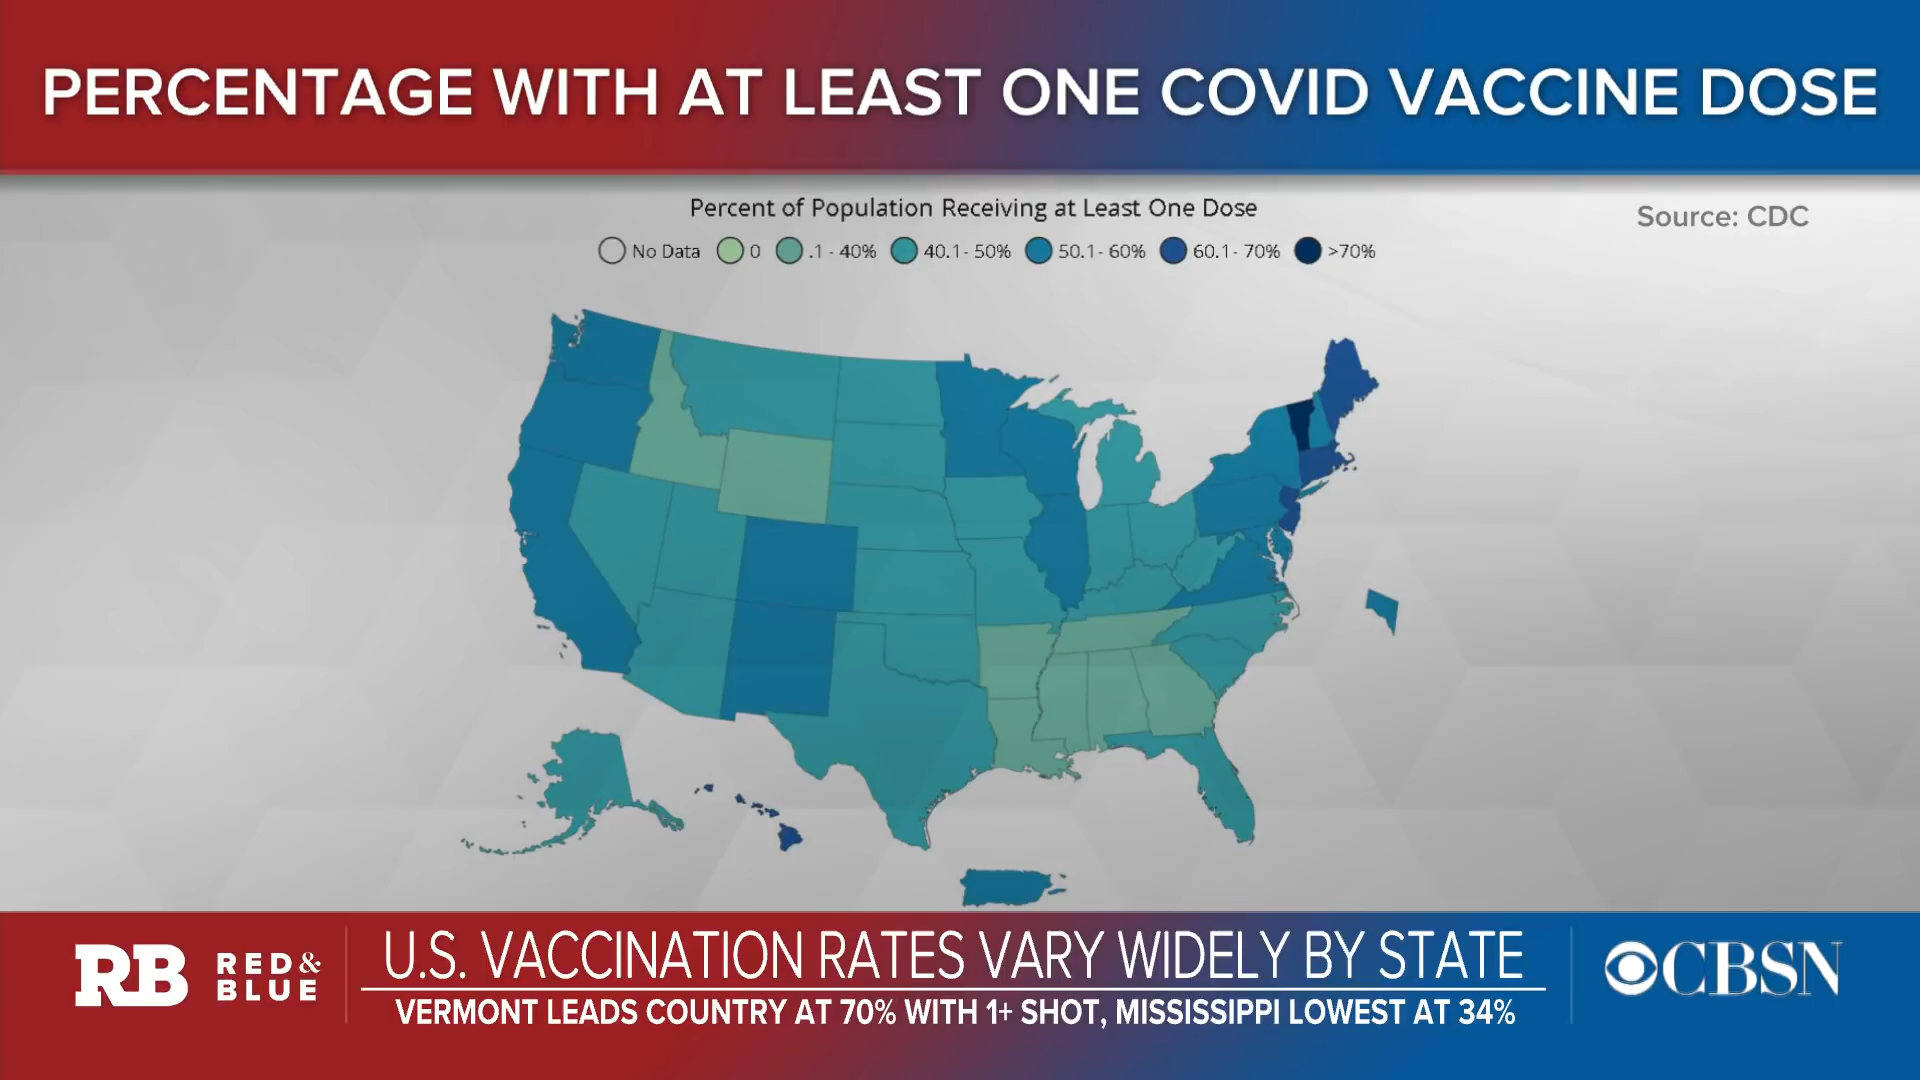 PERCENTAGE WITH AT LEAST ONE COVID VACCINE DOSE
Percent of Population Receiving at Least One Dose
Source: CDC
No Data 0 .1 - 40% 40.1- 50% 50.1- 60% 60.1- 70% >70%
RB RED & BLUE
U.S. VACCINATION RATES VARY WIDELY BY STATE
VERMONT LEADS COUNTRY AT 70% WITH 1+ SHOT, MISSISSIPPI LOWEST AT 34%
CBSN